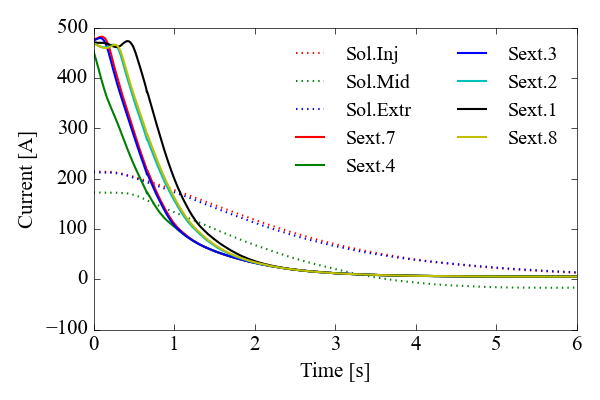 500
400
300
200
100
0
−100
Current [A]
Sol.Inj
Sol.Mid
Sol.Extr
Sext.7
Sext.4
Sext.3
Sext.2
Sext.1
Sext.8
0 1 2 3 4 5 6
Time [s]